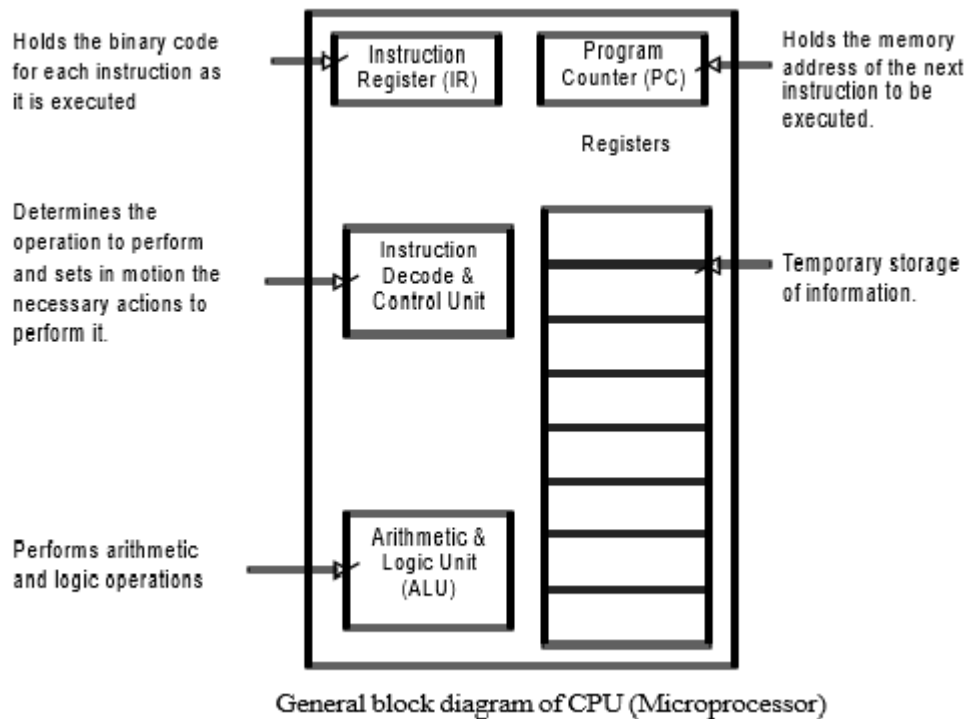 Holds the binary code
for each instruction as
it is executed
Instruction
Register (IR)
Program
Counter (PC)
Holds the memory
address of the next
instruction to be
executed.
Registers
Determines the
operation to perform
and sets in motion the
necessary actions to
perform it.
Instruction
Decode &
Control Unit
Temporary storage
of information.
Performs arithmetic
and logic operations
Arithmetic &
Logic Unit
(ALU)
General block diagram of CPU (Microprocessor)